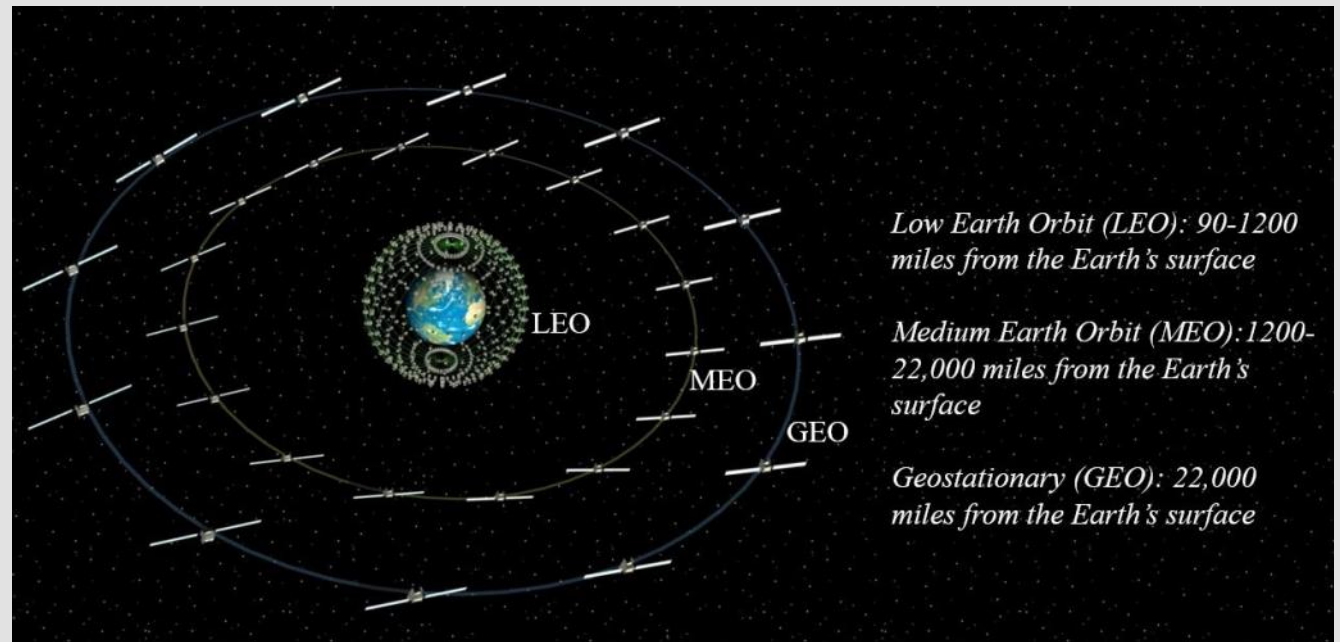 LEO
MEO
GEO
Low Earth Orbit (LEO): 90-1200
miles from the Earth's surface
Medium Earth Orbit (MEO):1200-
22,000 miles from the Earth's
surface
Geostationary (GEO): 22,000
miles from the Earth's surface